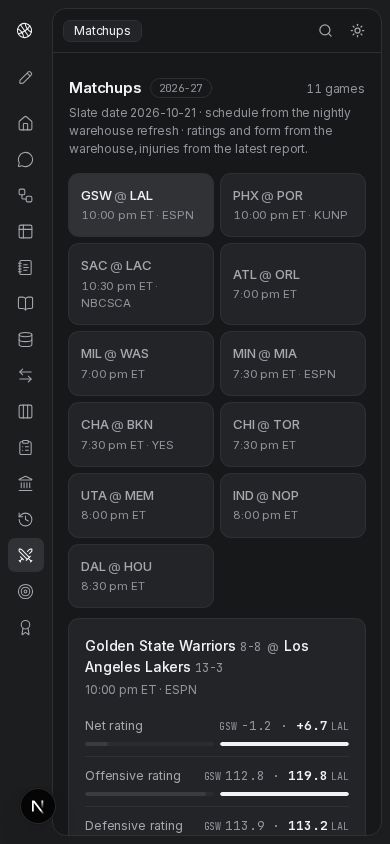 Matchups
Matchups 2026-27 11 games
Slate date 2026-10-21 · schedule from the nightly
warehouse refresh · ratings and form from the
warehouse, injuries from the latest report.
GSW @ LAL
10:00 pm ET · ESPN
PHX @ POR
10:00 pm ET · KUNP
SAC @ LAC
10:30 pm ET ·
NBCSCA
ATL @ ORL
7:00 pm ET
MIL @ WAS
7:00 pm ET
MIN @ MIA
7:30 pm ET · ESPN
CHA @ BKN
7:30 pm ET · YES
CHI @ TOR
7:30 pm ET
UTA @ MEM
8:00 pm ET
IND @ NOP
8:00 pm ET
DAL @ HOU
8:30 pm ET
Golden State Warriors 8-8 @ Los
Angeles Lakers 13-3
10:00 pm ET · ESPN
Net rating GSW -1.2 · +6.7 LAL
Offensive rating GSW 112.8 · 119.8 LAL
Defensive rating GSW 113.9 · 113.2 LAL
N